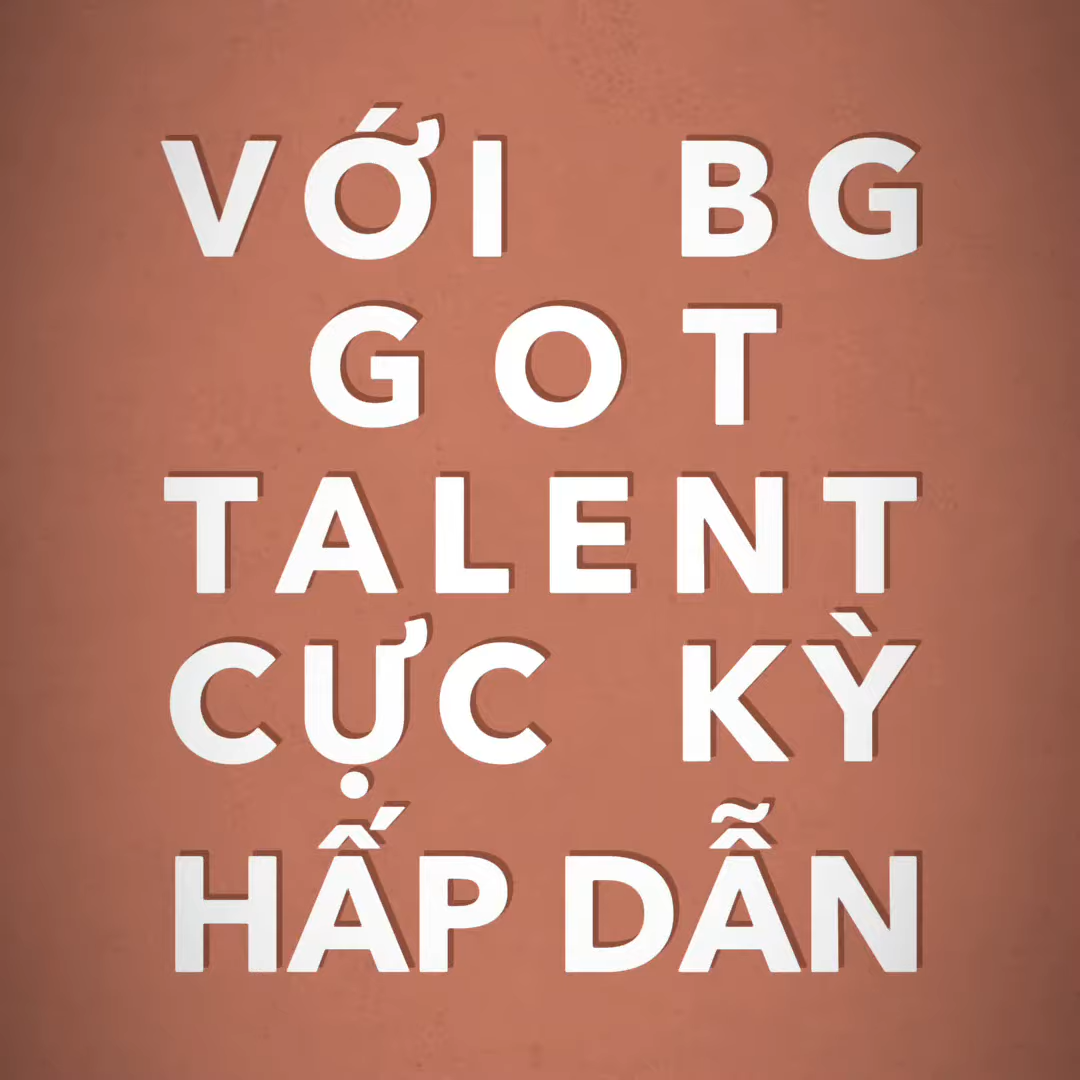 VỚI BG
GOT
TALENT
CỰC KỲ
HẤP DẪN